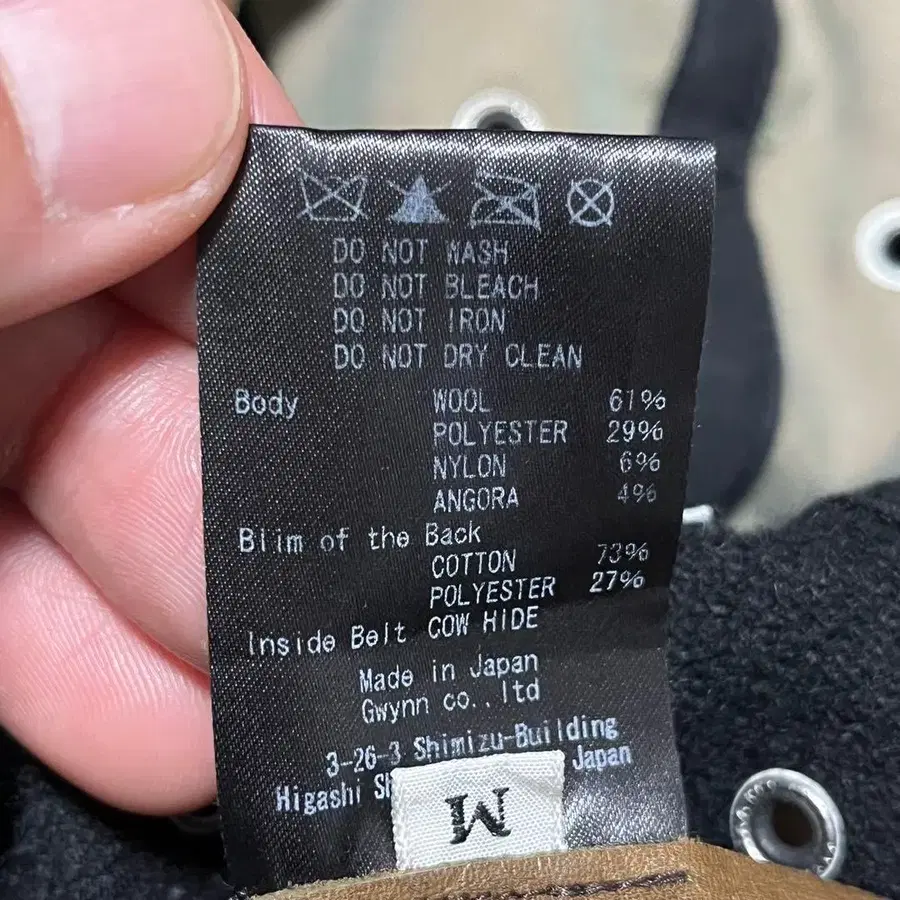 DO NOT WASH
DO NOT BLEACH
DO NOT IRON
DO NOT DRY CLEAN
Body WOOL 61%
POLYESTER 29%
NYLON 6%
ANGORA 4%
Blim of the Back
COTTON 73%
POLYESTER 27%
Inside Belt COW HIDE
Made in Japan
Gwynn co.,ltd
3-26-3 Shimizu-Building
Higashi Japan
M